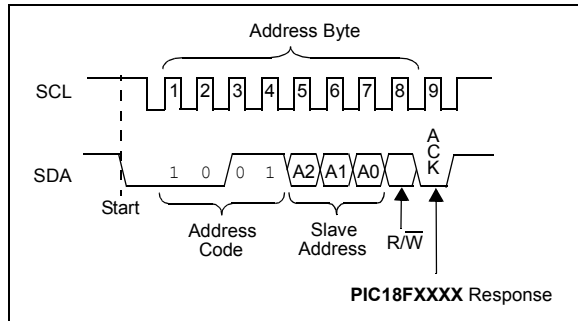 Address Byte
SCL 1 2 3 4 5 6 7 8 9
SDA 1 0 0 1 A2 A1 A0 ACK
Start
Address Code
Slave Address
R/W̅
PIC18FXXXX Response